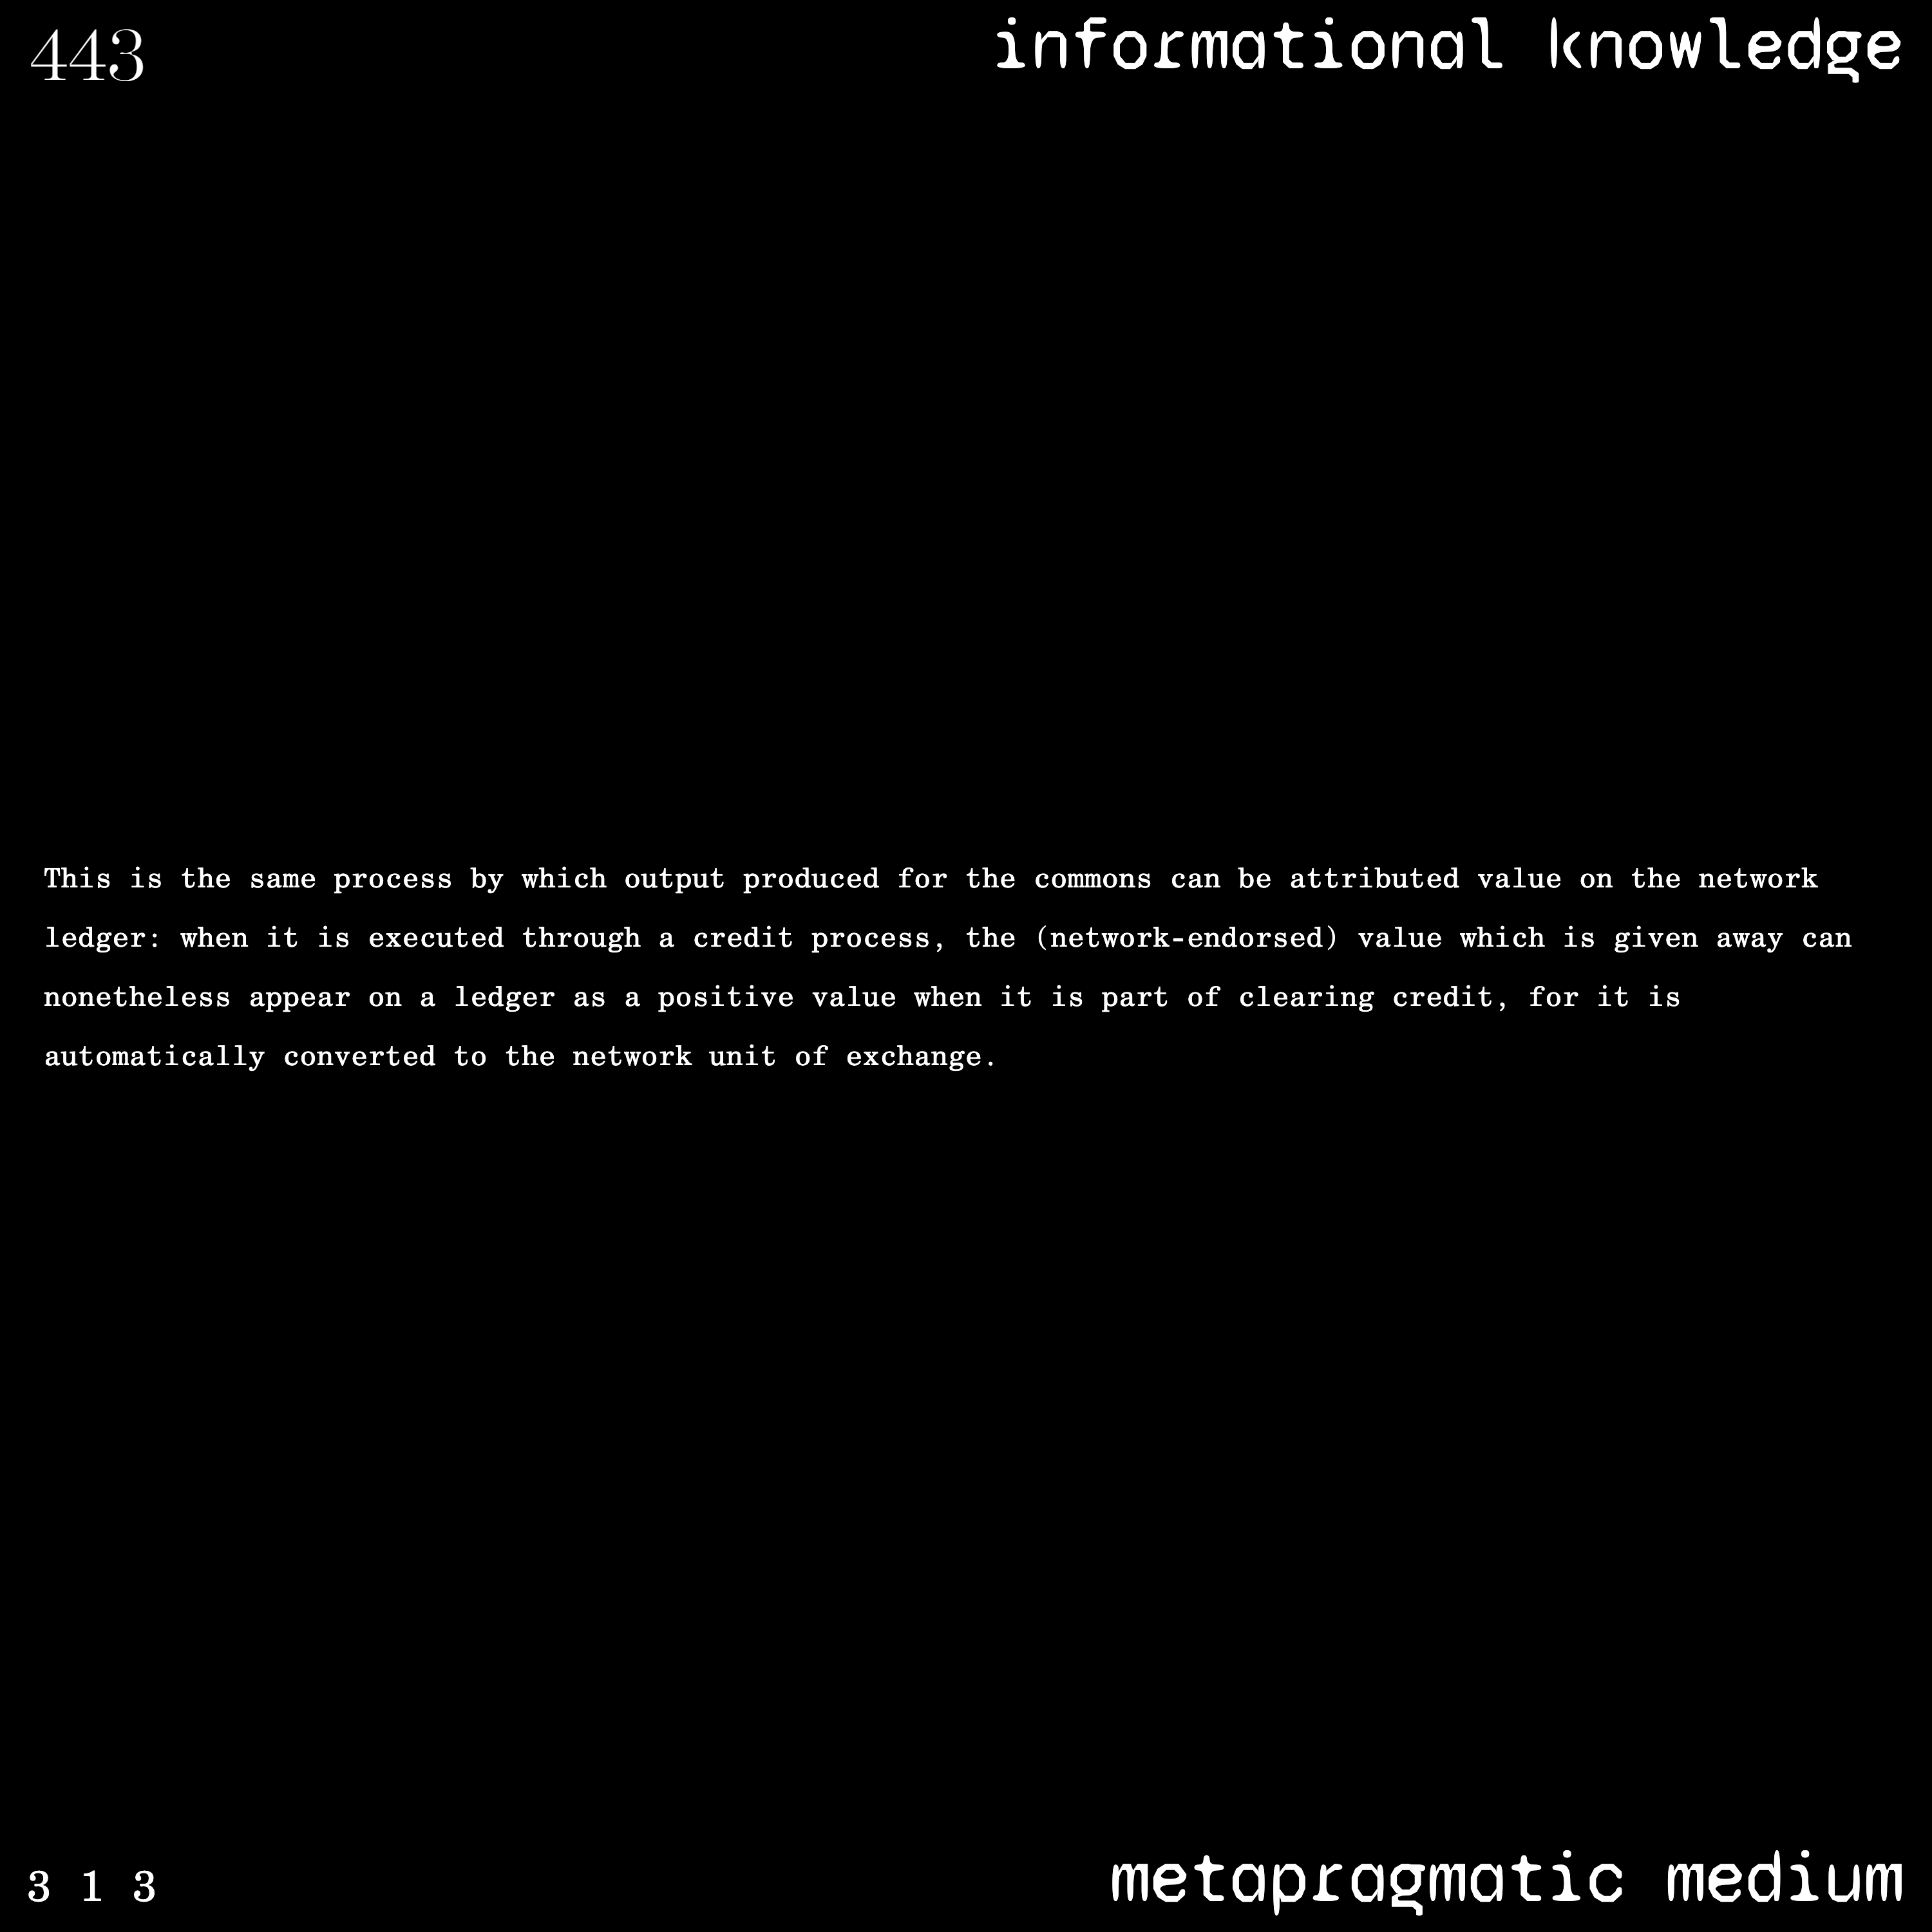 443
informational knowledge
This is the same process by which output produced for the commons can be attributed value on the network
ledger: when it is executed through a credit process, the (network-endorsed) value which is given away can
nonetheless appear on a ledger as a positive value when it is part of clearing credit, for it is
automatically converted to the network unit of exchange.
3 1 3
metapragmatic medium